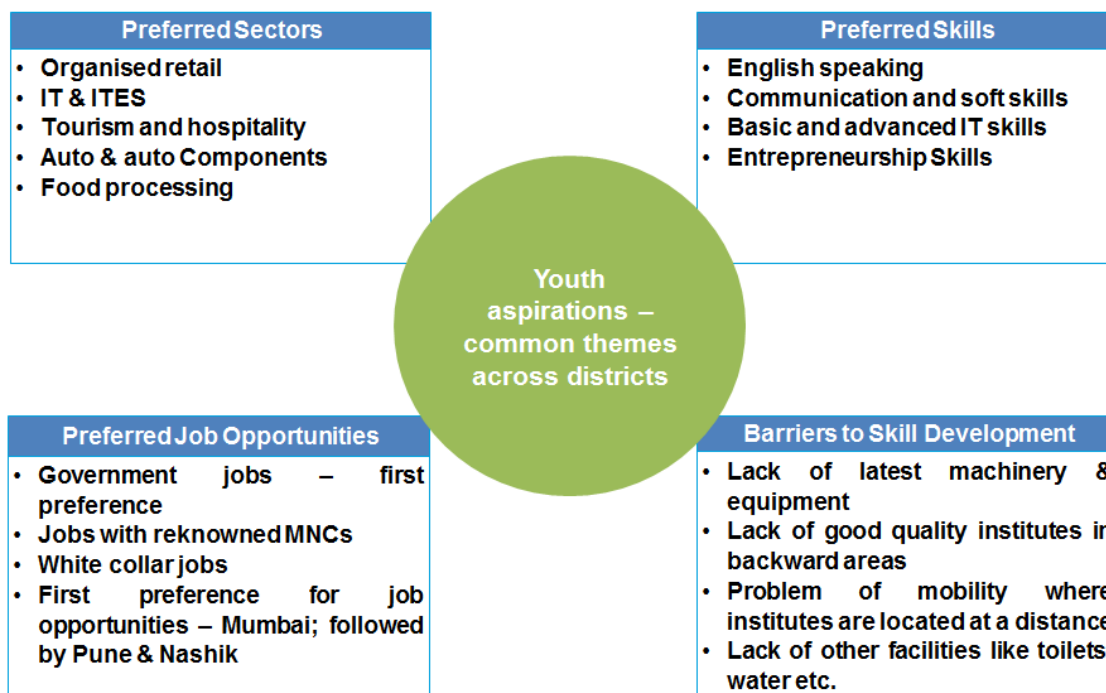 Preferred Sectors
• Organised retail
• IT & ITES
• Tourism and hospitality
• Auto & auto Components
• Food processing
Preferred Skills
• English speaking
• Communication and soft skills
• Basic and advanced IT skills
• Entrepreneurship Skills
Youth
aspirations –
common themes
across districts
Preferred Job Opportunities
• Government jobs – first
preference
• Jobs with reknowned MNCs
• White collar jobs
• First preference for job
opportunities – Mumbai; followed
by Pune & Nashik
Barriers to Skill Development
• Lack of latest machinery &
equipment
• Lack of good quality institutes in
backward areas
• Problem of mobility where
institutes are located at a distance
• Lack of other facilities like toilets
water etc.